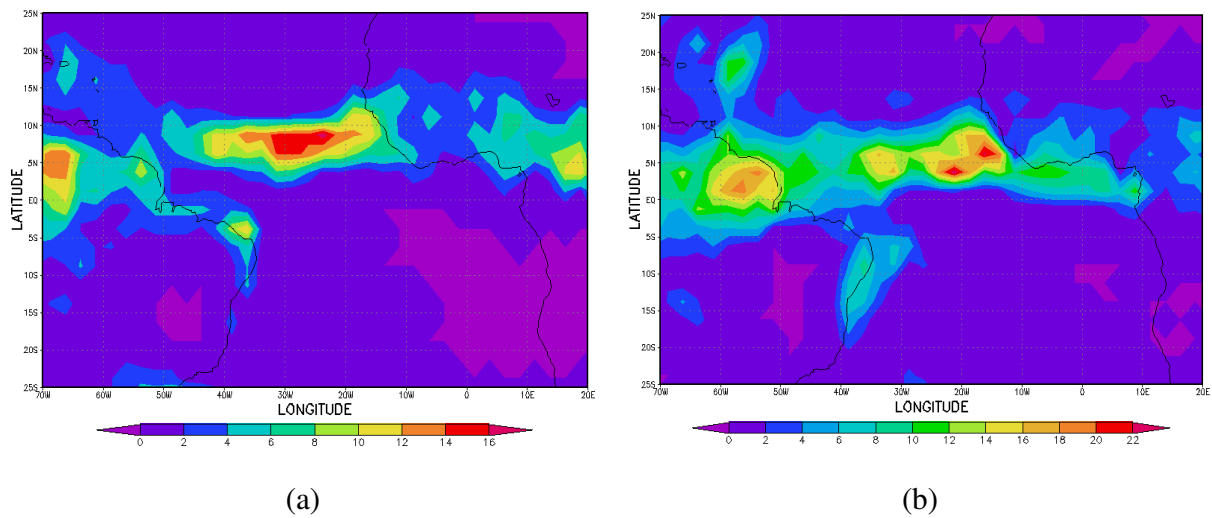 25N
20N
15N
10N
5N
EQ
5S
10S
15S
20S
25S
LATITUDE
70W 60W 50W 40W 30W 20W 10W 0 10E 20E
LONGITUDE
0 2 4 6 8 10 12 14 16
(a)
25N
20N
15N
10N
5N
EQ
5S
10S
15S
20S
25S
LATITUDE
70W 60W 50W 40W 30W 20W 10W 0 10E 20E
LONGITUDE
0 2 4 6 8 10 12 14 16 18 20 22
(b)